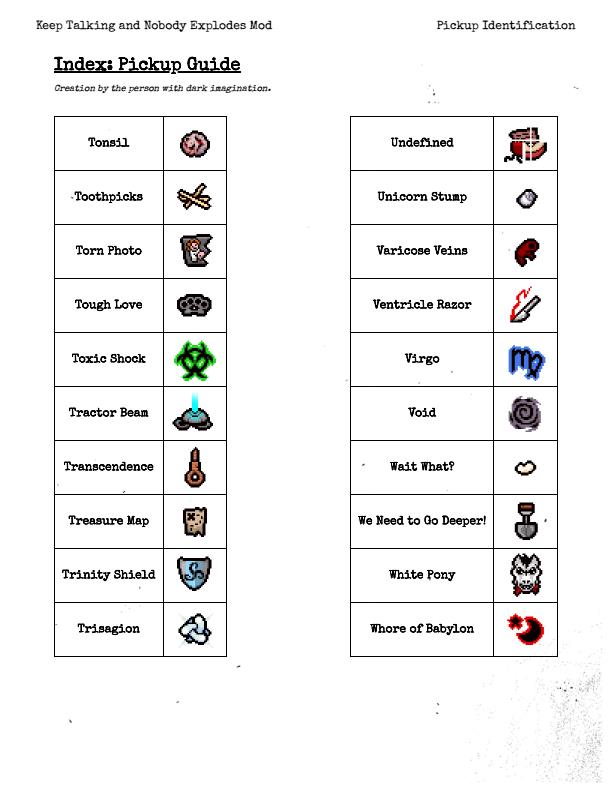 Keep Talking and Nobody Explodes Mod
Pickup Identification
Index: Pickup Guide
Creation by the person with dark imagination.
Tonsil
Toothpicks
Torn Photo
Tough Love
Toxic Shock
Tractor Beam
Transcendence
Treasure Map
Trinity Shield
Trisagion
Undefined
Unicorn Stump
Varicose Veins
Ventricle Razor
Virgo
Void
Wait What?
We Need to Go Deeper!
White Pony
Whore of Babylon